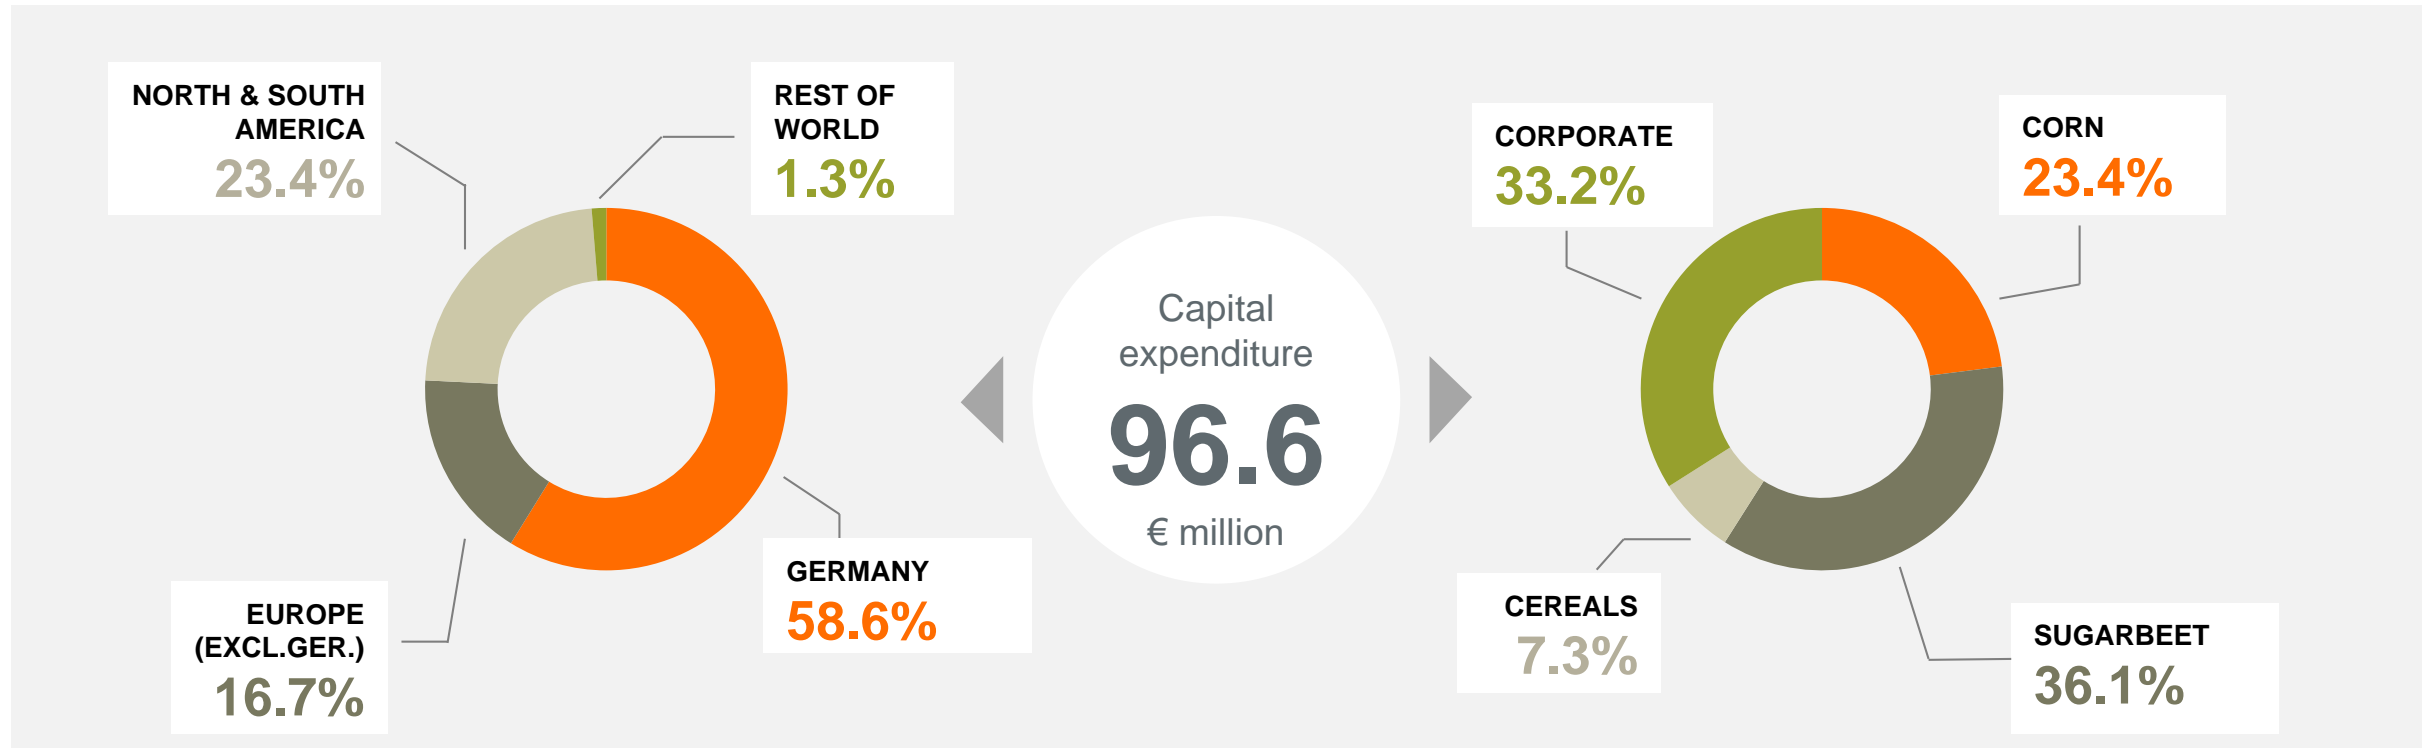 NORTH & SOUTH
AMERICA
23.4%
REST OF
WORLD
1.3%
EUROPE
(EXCL.GER.)
16.7%
GERMANY
58.6%
Capital
expenditure
96.6
€ million
CORPORATE
33.2%
CORN
23.4%
CEREALS
7.3%
SUGARBEET
36.1%